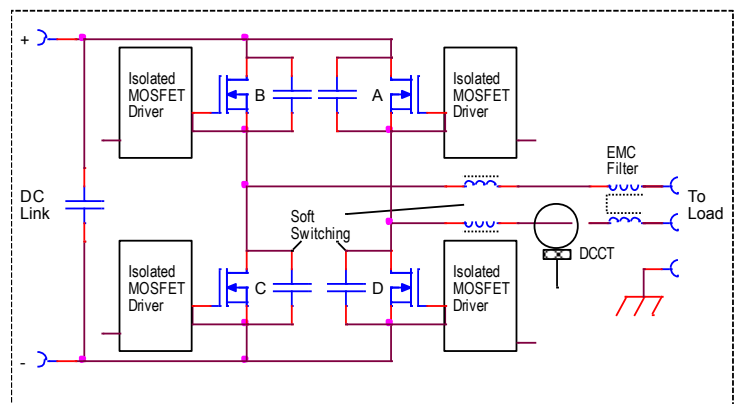 +
Isolated
MOSFET
Driver
B
A
Isolated
MOSFET
Driver
EMC
Filter
DC
Link
To
Load
Soft
Switching
DCCT
Isolated
MOSFET
Driver
C
D
Isolated
MOSFET
Driver
-